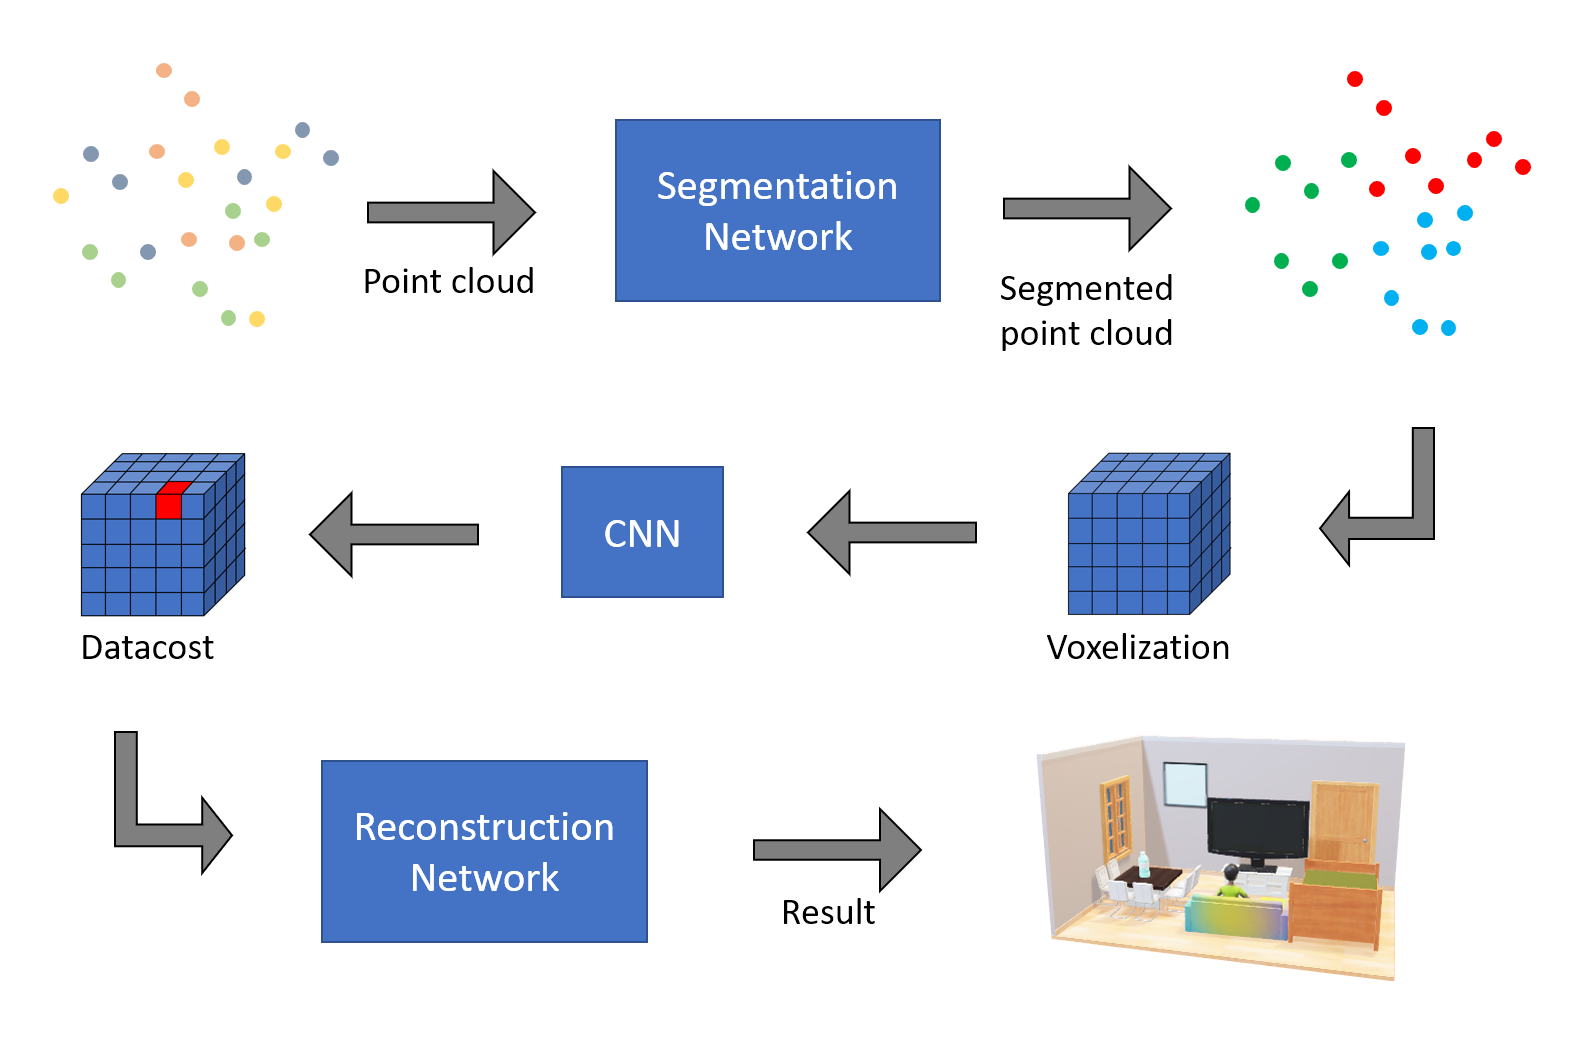 Segmentation
Network
Point cloud
Segmented
point cloud
CNN
Datacost
Voxelization
Reconstruction
Network
Result